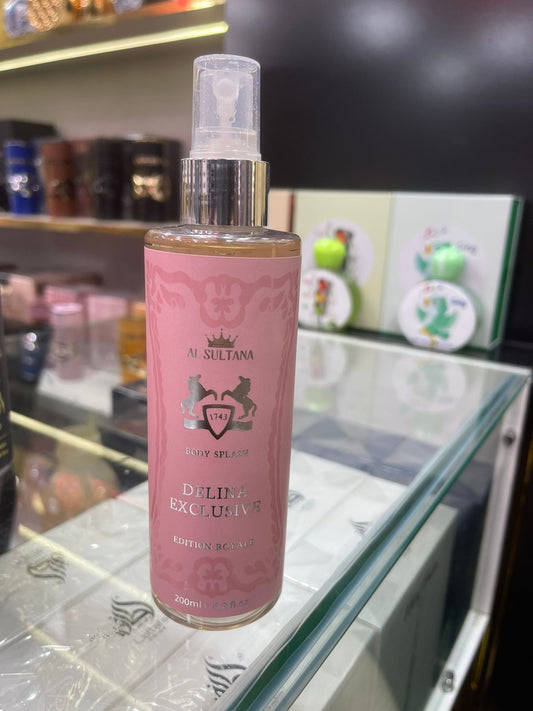 AL SULTANA
1743
BODY SPLASH
DELINA
EXCLUSIVE
EDITION ROYALE
200ml